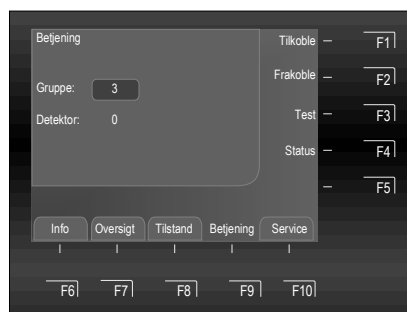 Betjening
Tilkoble F1
Gruppe: 3
Frakoble F2
Detektor: 0
Test F3
Status F4
F5
Info Oversigt Tilstand Betjening Service
F6 F7 F8 F9 F10